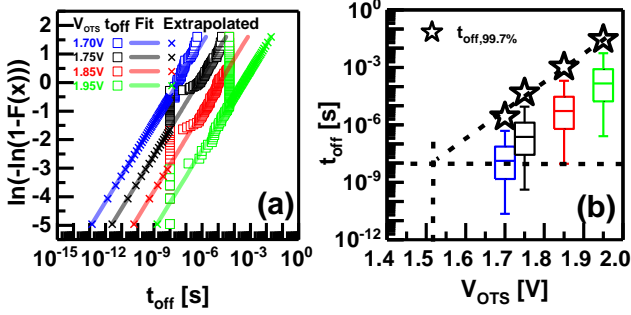 V_OTS t_off Fit Extrapolated
1.70V
1.75V
1.85V
1.95V
(a)
ln(-ln(1-F(x)))
2
1
0
-1
-2
-3
-4
-5
10^-15 10^-12 10^-9 10^-6 10^-3 10^0
t_off [s]
t_off,99.7%
(b)
t_off [s]
10^0
10^-3
10^-6
10^-9
10^-12
1.4 1.5 1.6 1.7 1.8 1.9 2.0
V_OTS [V]